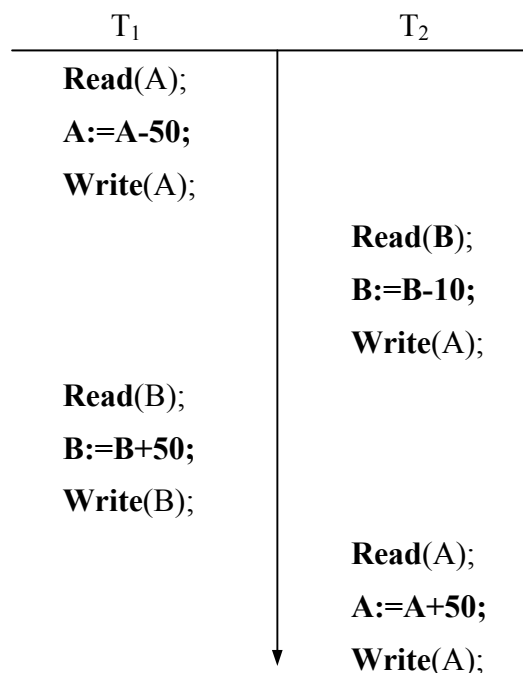 T₁ T₂
Read(A);
A:=A-50;
Write(A);
Read(B);
B:=B-10;
Write(A);
Read(B);
B:=B+50;
Write(B);
Read(A);
A:=A+50;
Write(A);